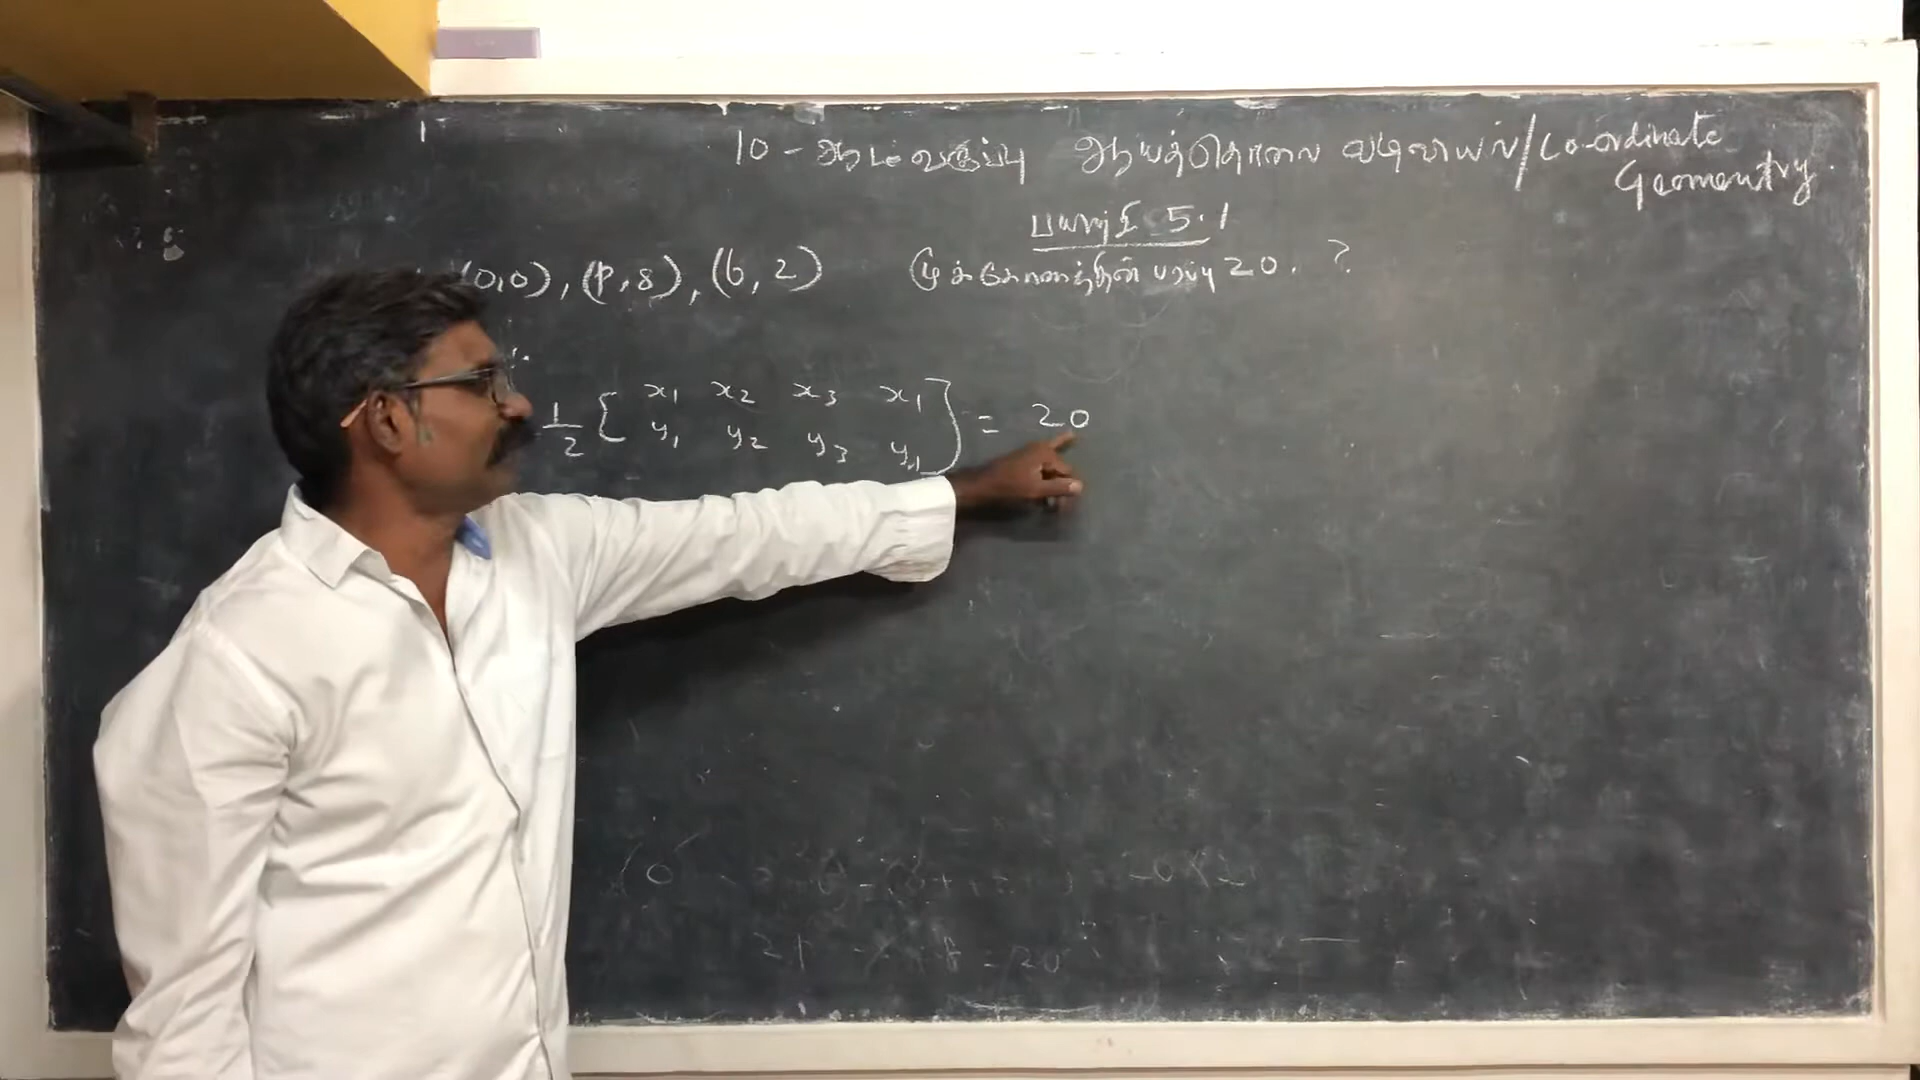 10 - ஆம் வகுப்பு ஆயத்தொலை வடிவியல் / Co-ordinate
Geomentry.
பயிற்சி 5.1
(0,0), (p,8), (6,2) முக்கோணத்தின் பரப்பு 20. ?
1/2 [ x₁ x₂ x₃ x₁ ] = 20
y₁ y₂ y₃ y₁